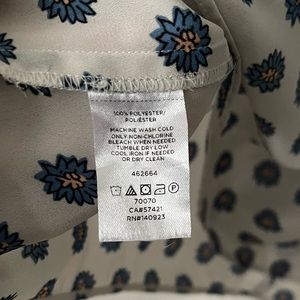 100% POLYESTER/
POLIÉSTER
MACHINE WASH COLD
ONLY NON-CHLORINE
BLEACH WHEN NEEDED
TUMBLE DRY LOW
COOL IRON IF NEEDED
OR DRY CLEAN
462664
P
70070
CA#57421
RN#140923